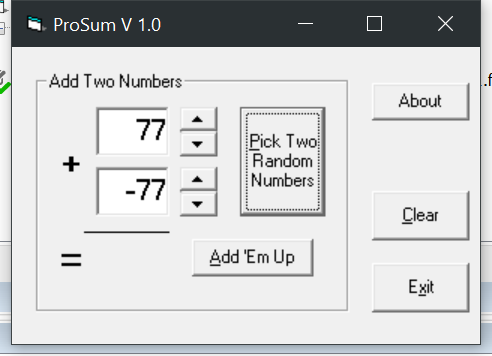 ProSum V 1.0
Add Two Numbers
77
+
-77
=
Pick Two
Random
Numbers
Add 'Em Up
About
Clear
Exit